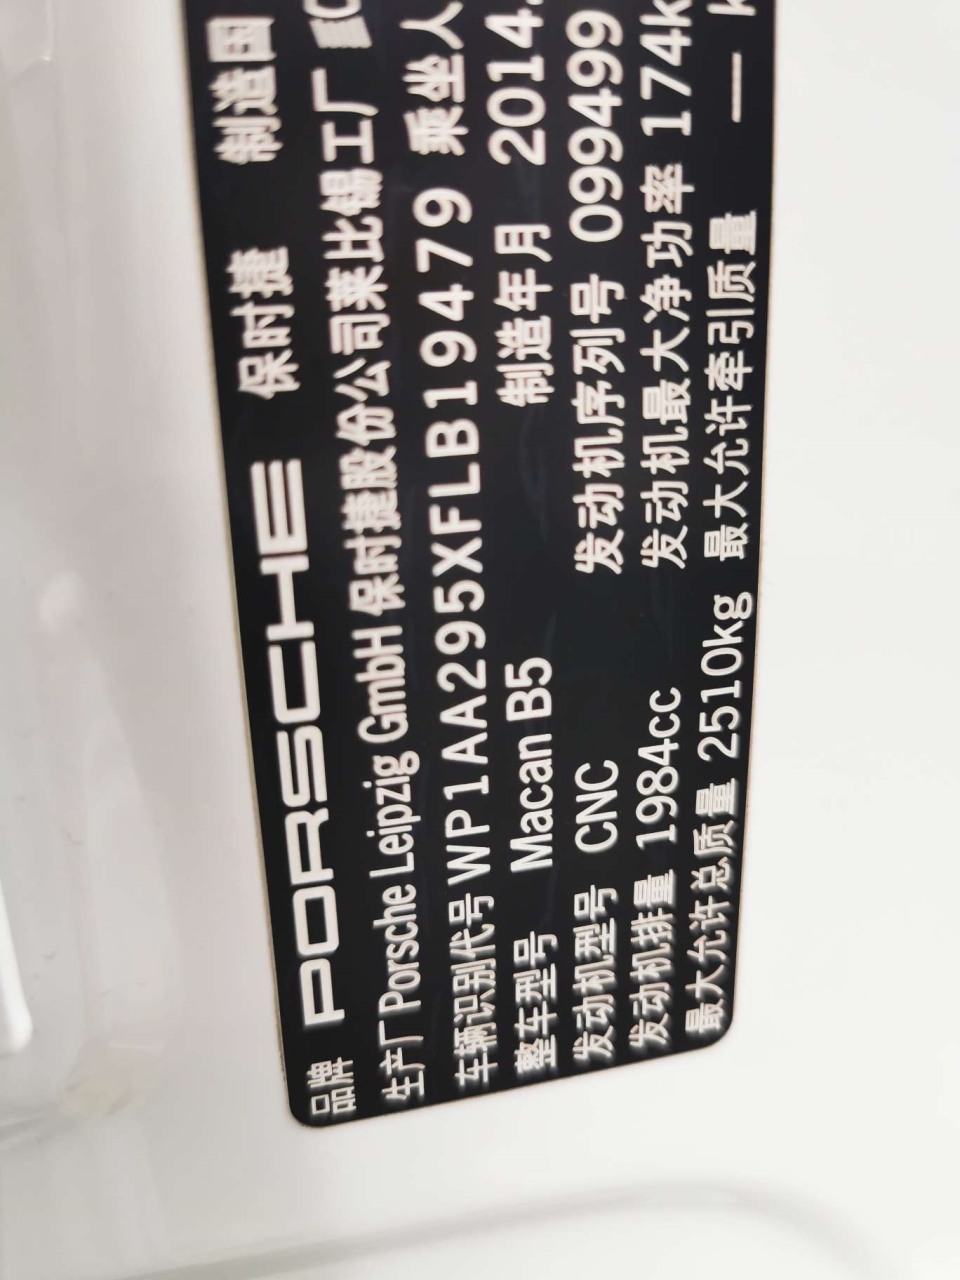 品牌 PORSCHE 保时捷 制造国
生产厂 Porsche Leipzig GmbH 保时捷股份公司莱比锡工厂
车辆识别代号 WP1AA295XFLB19479 乘坐人
整车型号 Macan B5 制造年月 2014.
发动机型号 CNC 发动机序列号 099499
发动机排量 1984cc 发动机最大净功率 174k
最大允许总质量 2510kg 最大允许牵引质量 — k